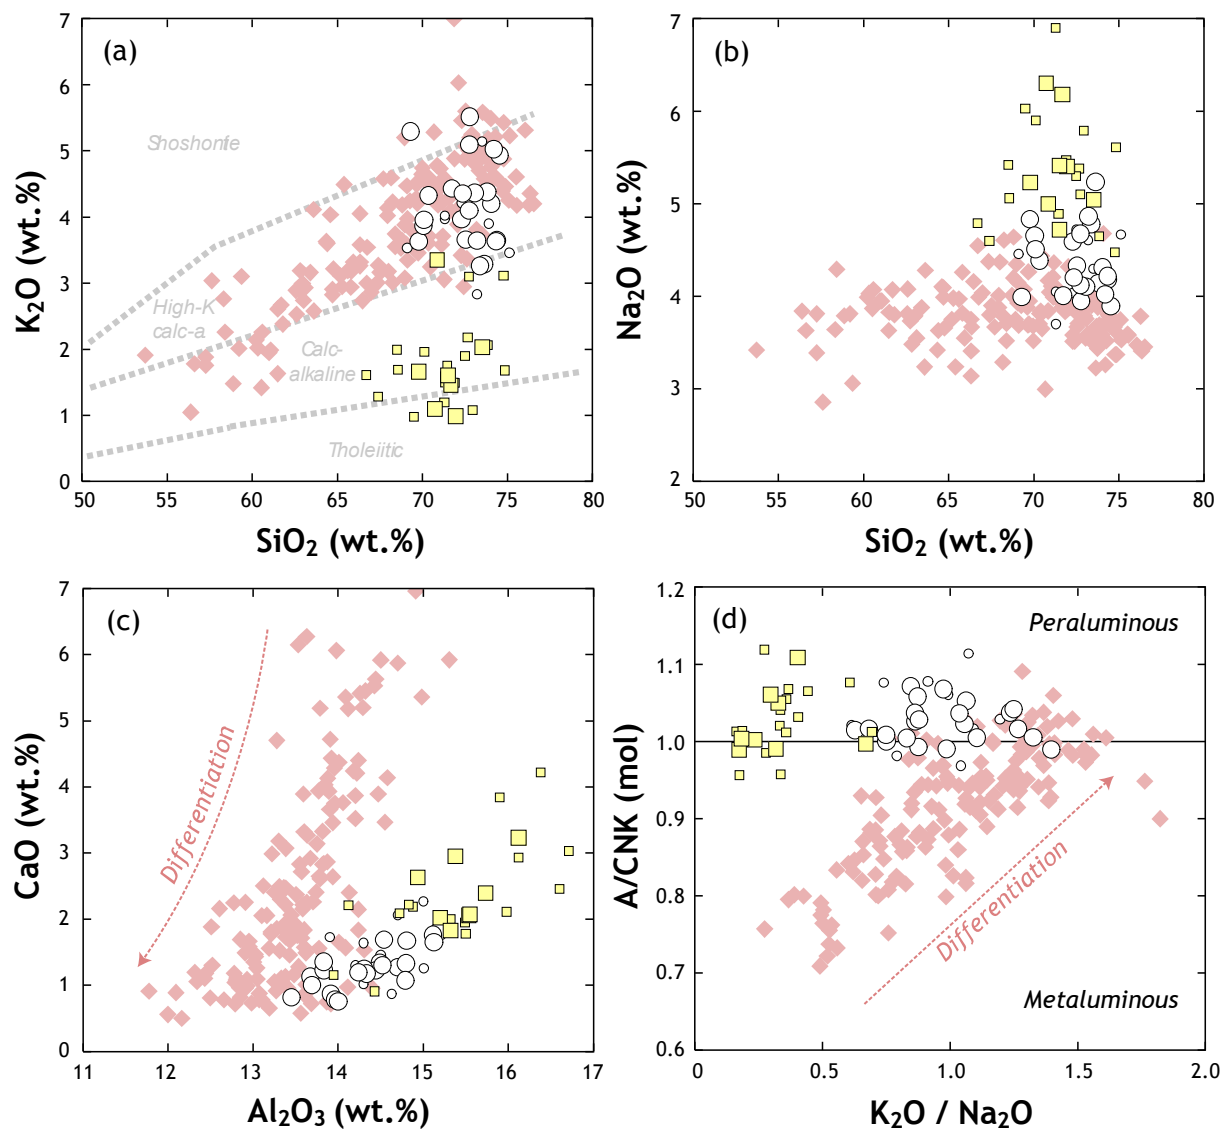 (a)
7
6
5
4
3
2
1
0
K₂O (wt.%)
Shoshonite
High-K
calc-a.
Calc-
alkaline
Tholeiitic
50 55 60 65 70 75 80
SiO₂ (wt.%)
(b)
7
6
5
4
3
2
Na₂O (wt.%)
50 55 60 65 70 75 80
SiO₂ (wt.%)
(c)
7
6
5
4
3
2
1
0
CaO (wt.%)
Differentiation
11 12 13 14 15 16 17
Al₂O₃ (wt.%)
(d)
1.2
1.1
1.0
0.9
0.8
0.7
0.6
A/CNK (mol)
Peraluminous
Differentiation
Metaluminous
0 0.5 1.0 1.5 2.0
K₂O / Na₂O